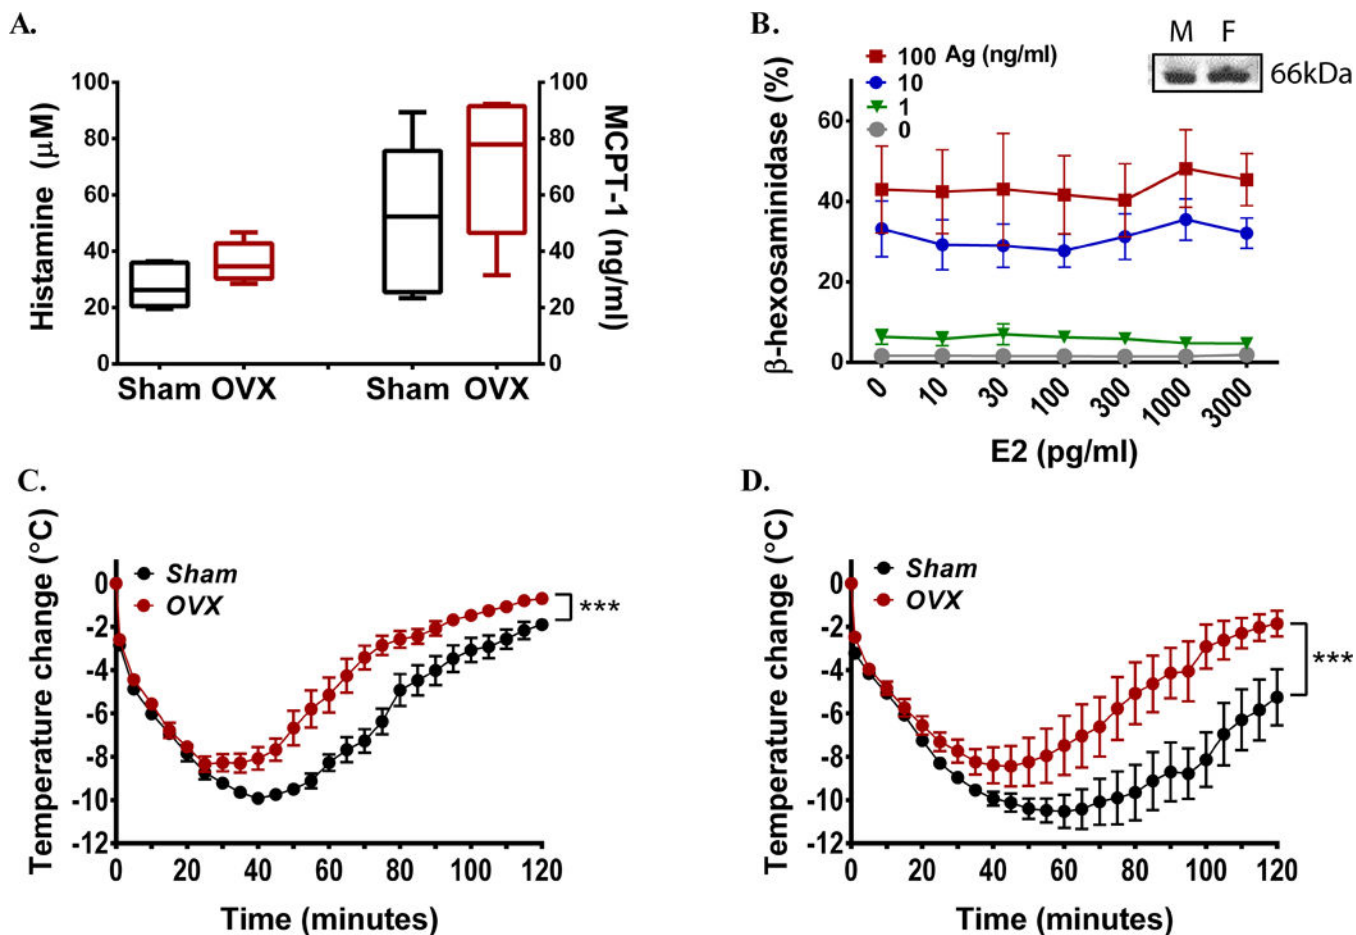 A.
Histamine (μM)
100
80
60
40
20
0
100
80
60
40
20
0
MCPT-1 (ng/ml)
Sham OVX
Sham OVX
B.
M F
66kDa
100 Ag (ng/ml)
10
1
0
β-hexosaminidase (%)
60
40
20
0
0 10 30 100 300 1000 3000
E2 (pg/ml)
C.
Temperature change (°C)
Sham
OVX
0
-2
-4
-6
-8
-10
-12
***
0 20 40 60 80 100 120
Time (minutes)
D.
Temperature change (°C)
Sham
OVX
0
-2
-4
-6
-8
-10
-12
***
0 20 40 60 80 100 120
Time (minutes)